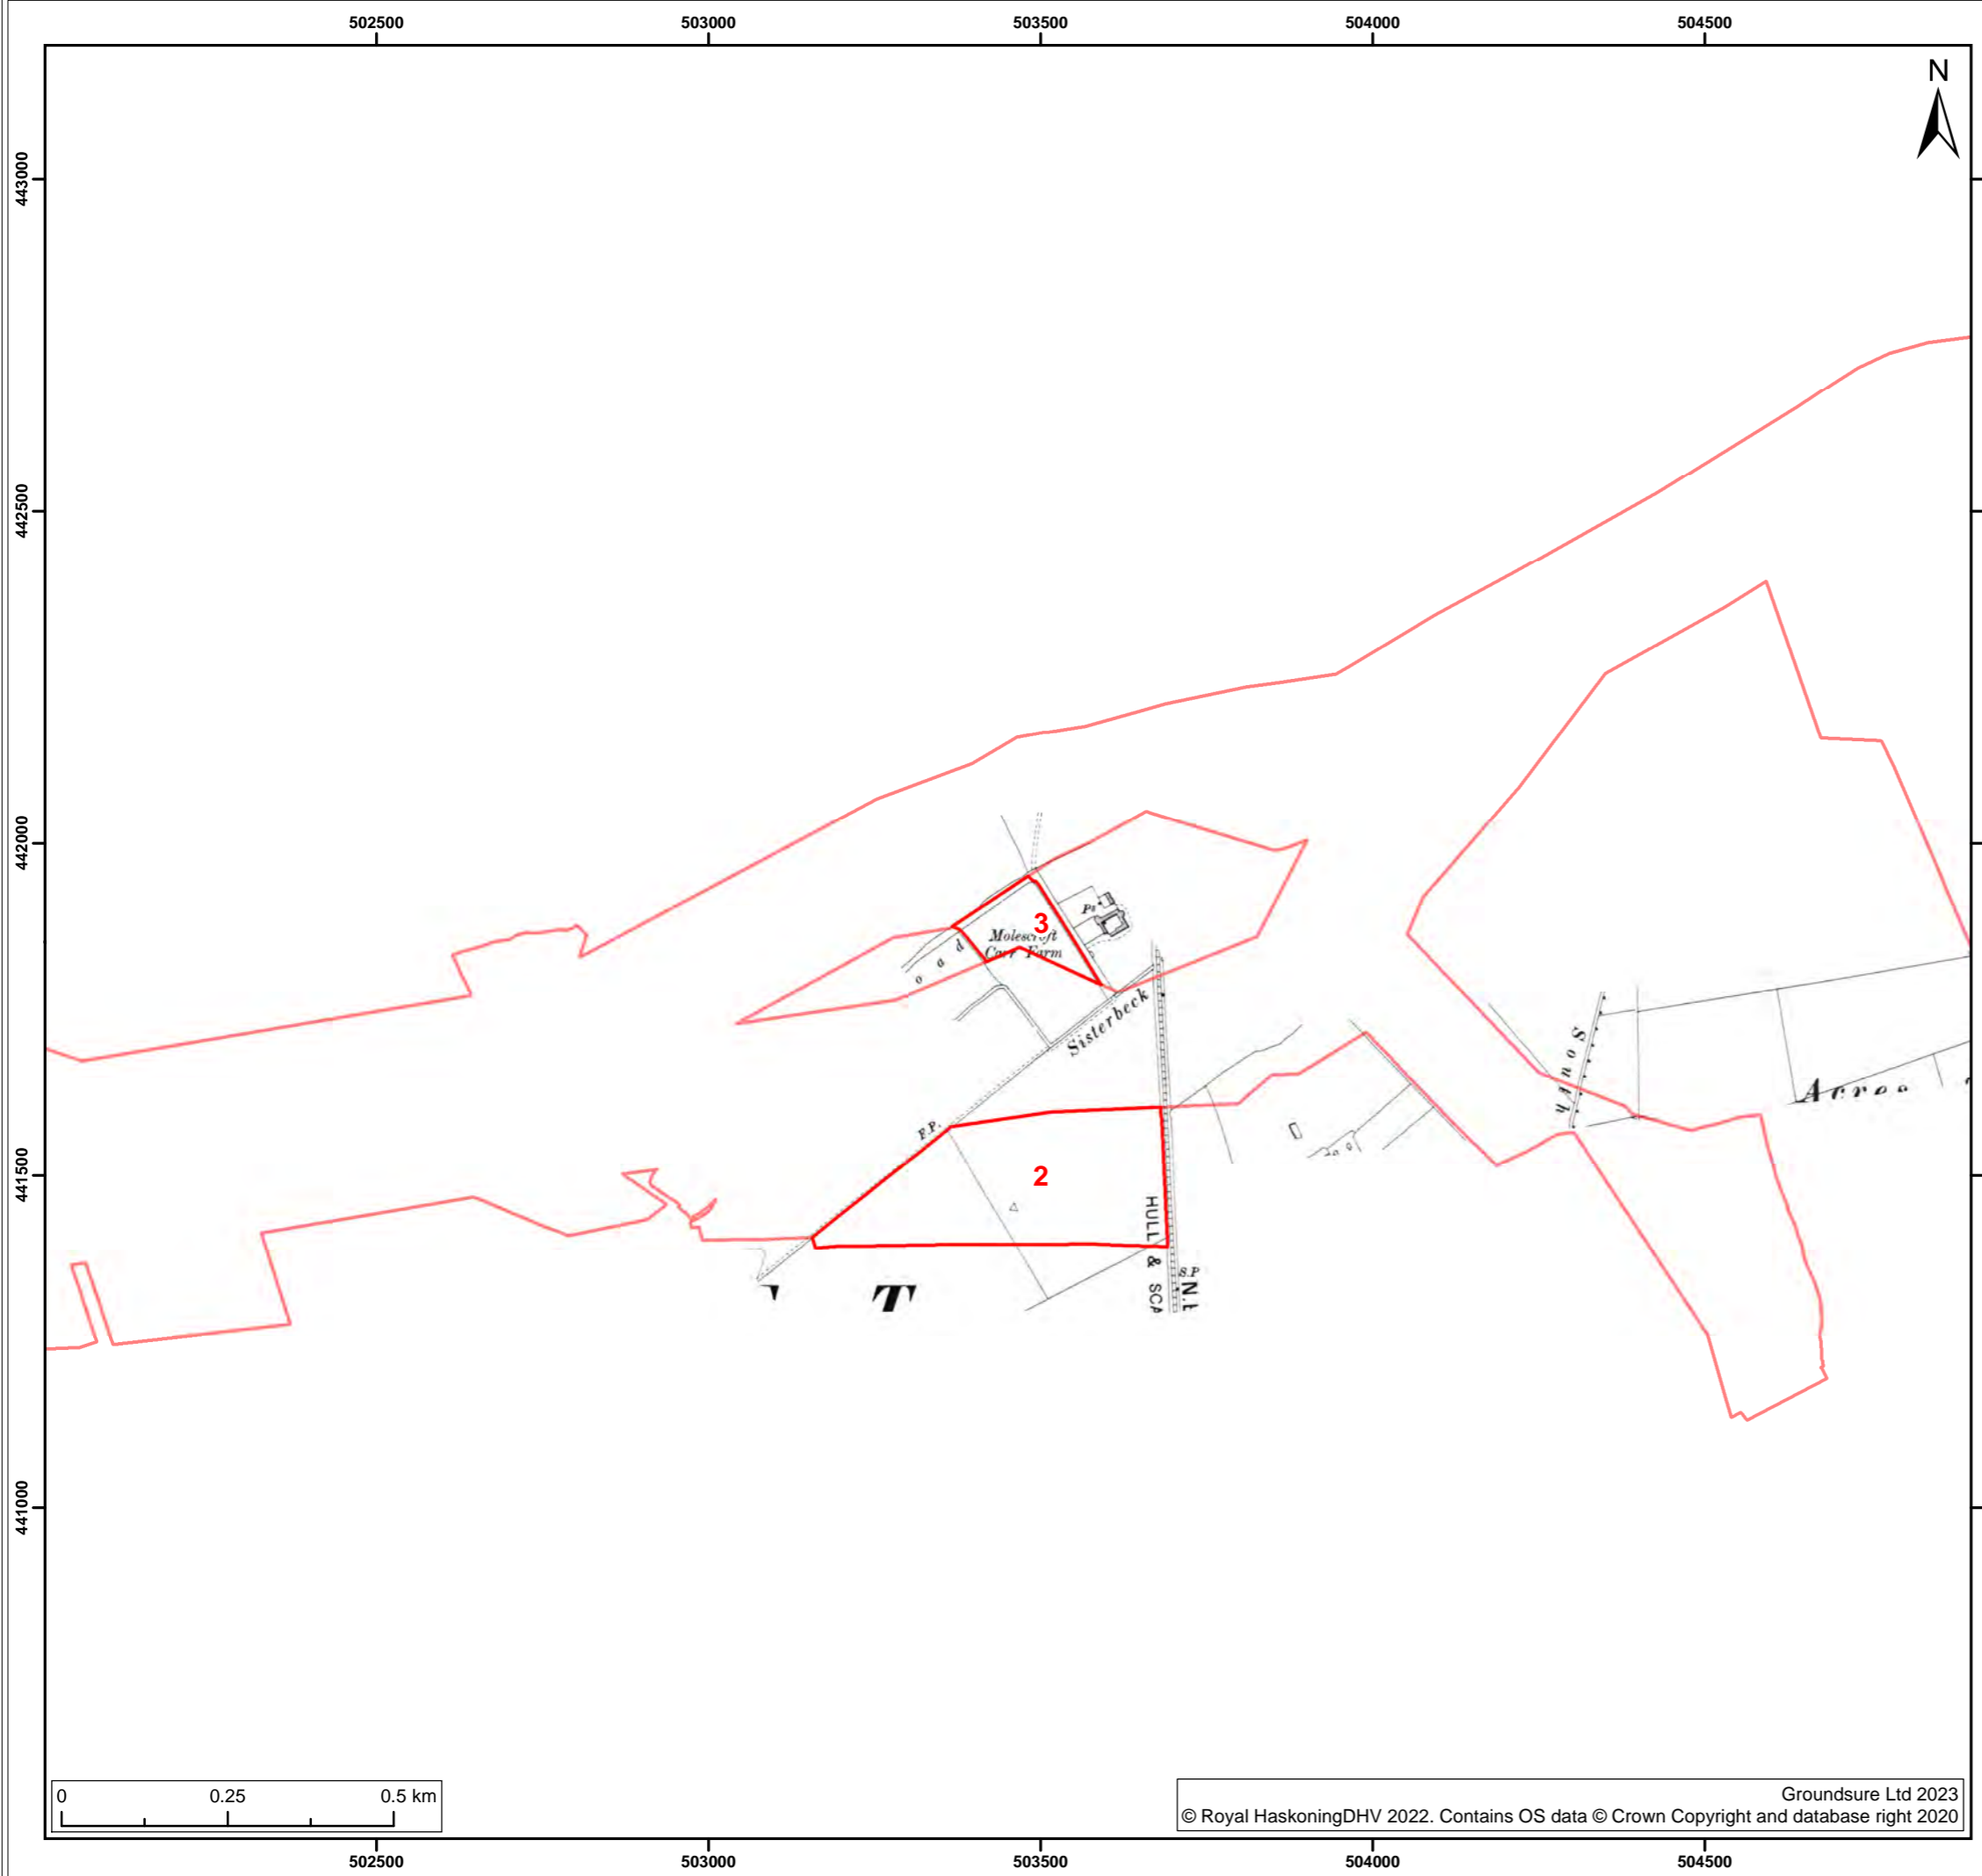 502500 503000 503500 504000 504500
N
443000
442500
442000
441500
441000
3
Ps
Molescroft
Carr Farm
oad
Sisterbeck
F.P.
2
HULL & SCA
S.P
N.E
T
Acres
0 0.25 0.5 km
Groundsure Ltd 2023
© Royal HaskoningDHV 2022. Contains OS data © Crown Copyright and database right 2020
502500 503000 503500 504000 504500